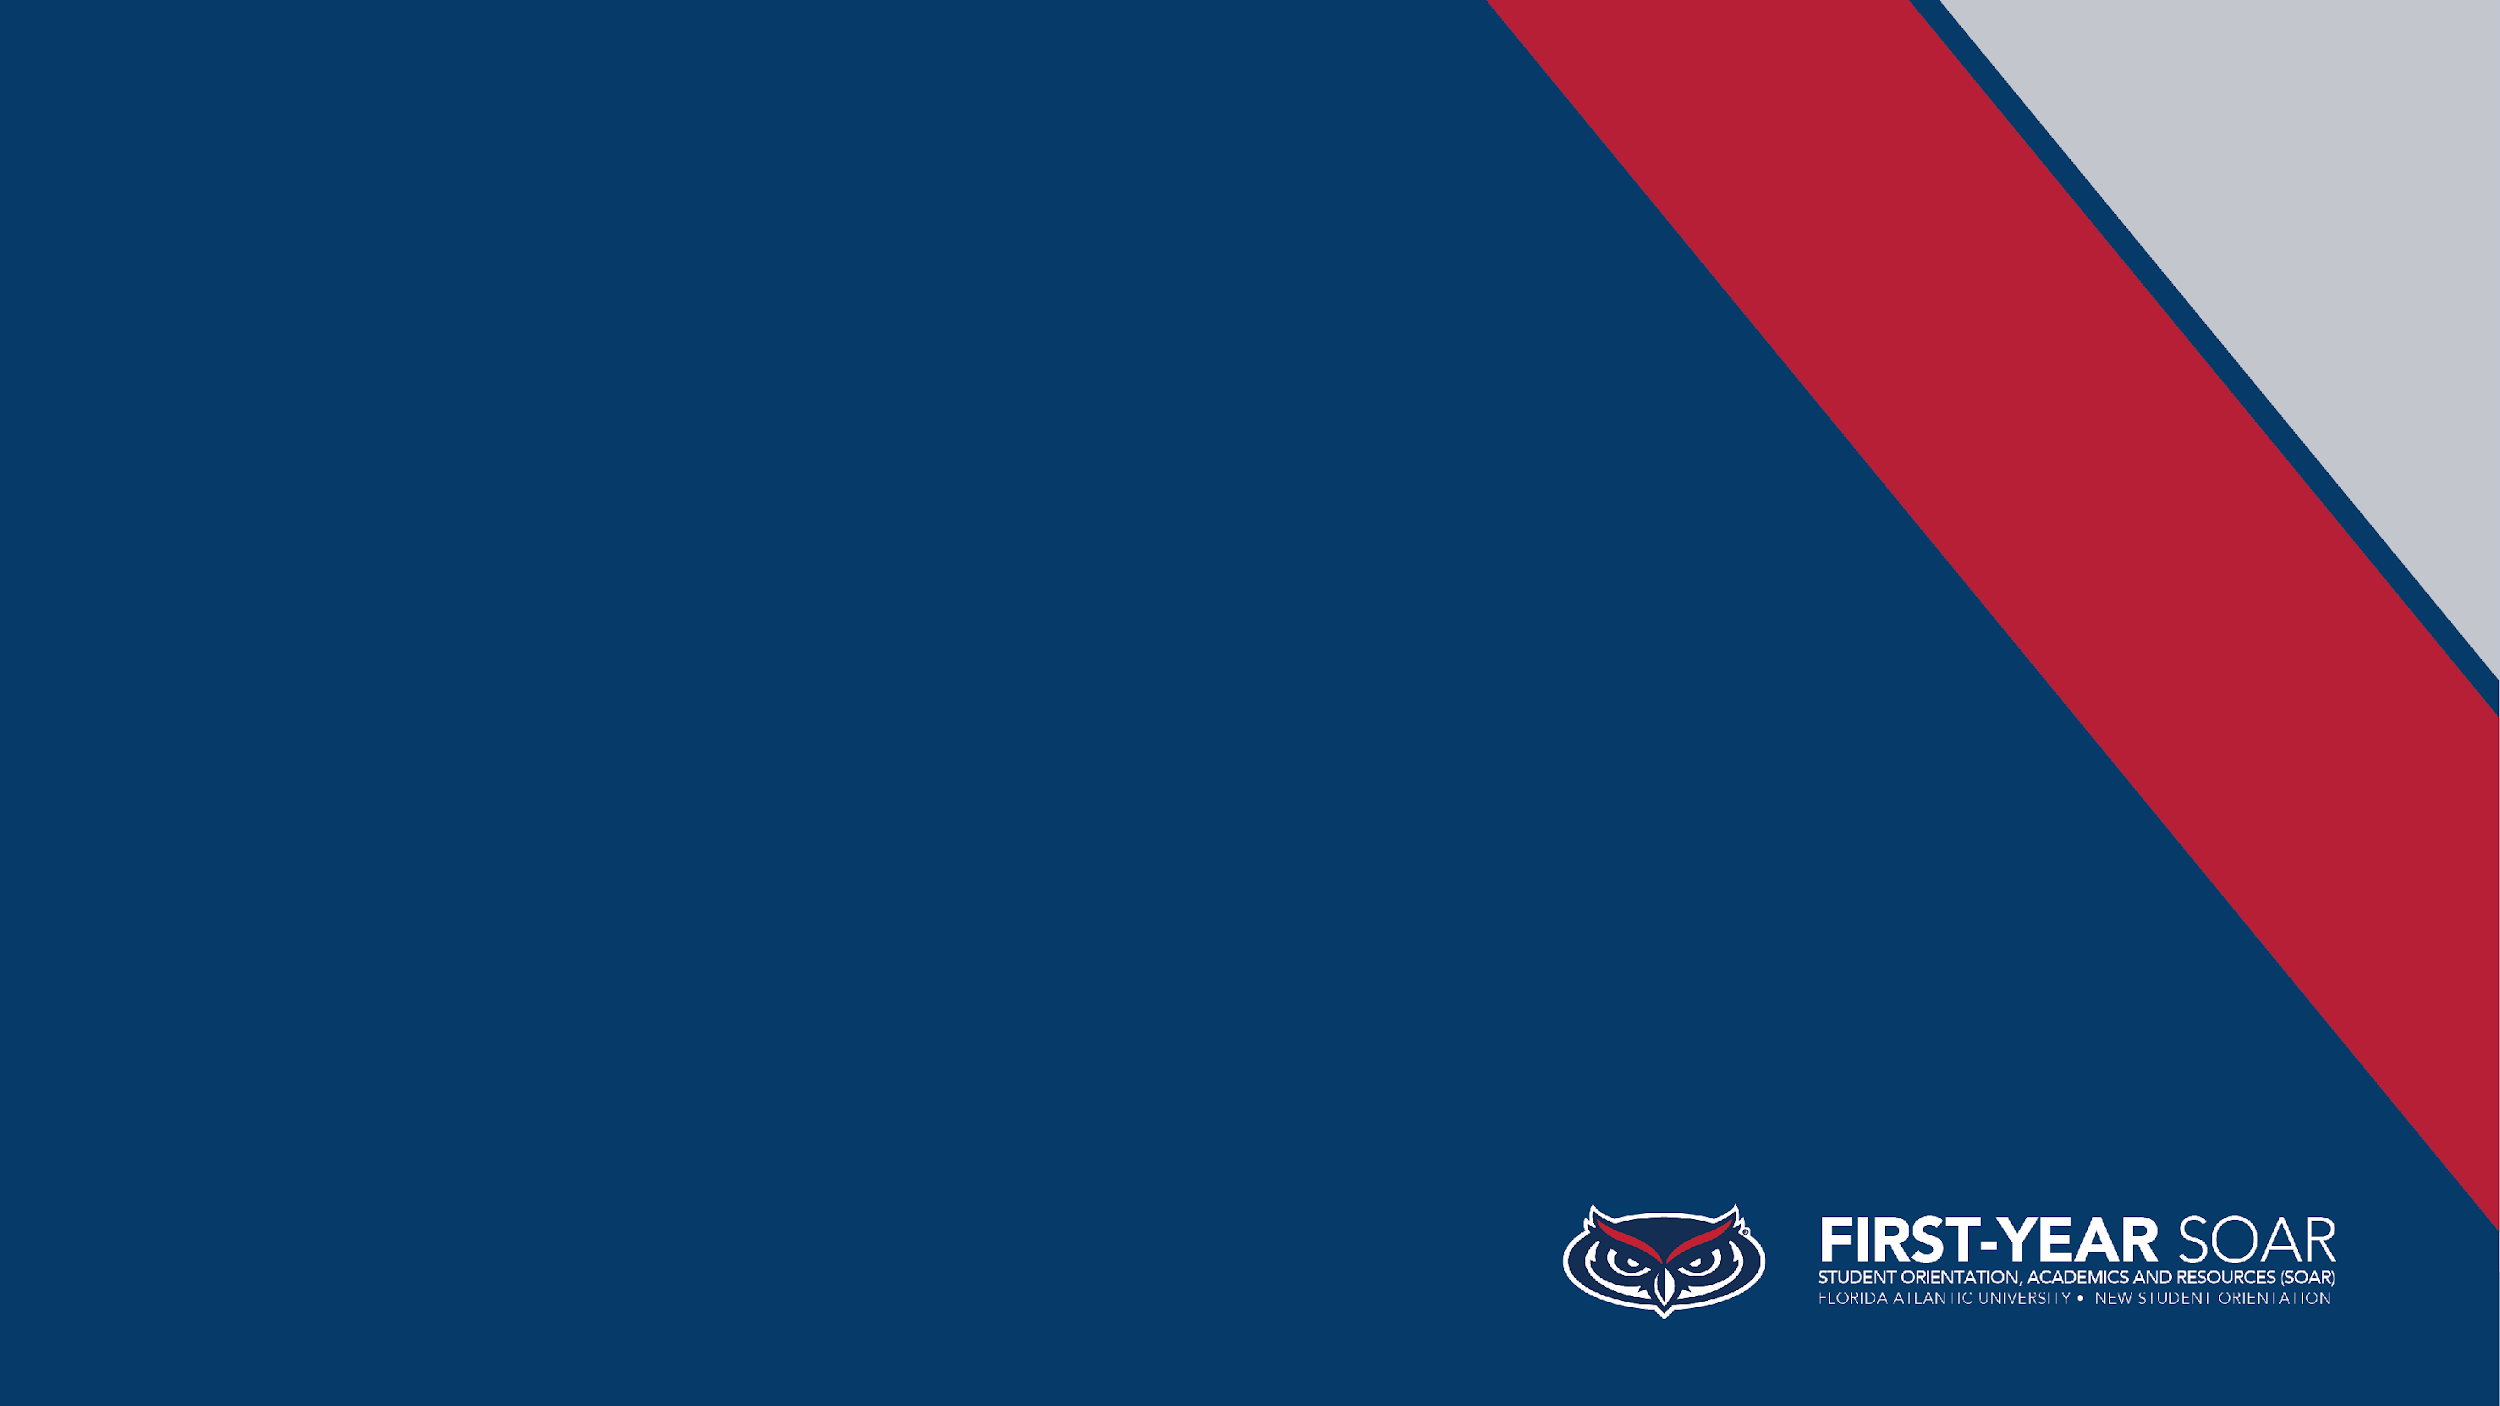 FIRST-YEAR SOAR
STUDENT ORIENTATION, ACADEMICS AND RESOURCES (SOAR)
FLORIDA ATLANTIC UNIVERSITY • NEW STUDENT ORIENTATION